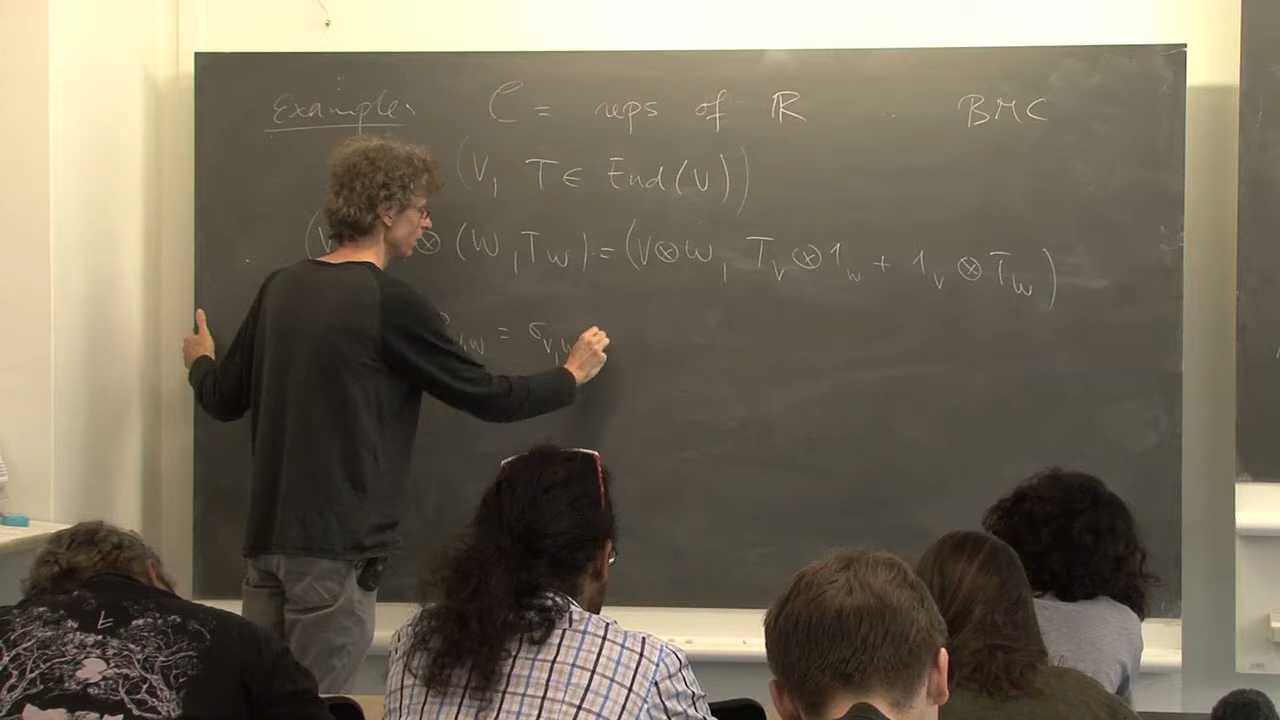 Example: C = reps of ℝ BMC
(V, T ∈ End(V))
(V ⊗ (W, T_W) = (V⊗W, T_V ⊗ 1_W + 1_V ⊗ T_W)
V,W = σ_V,W